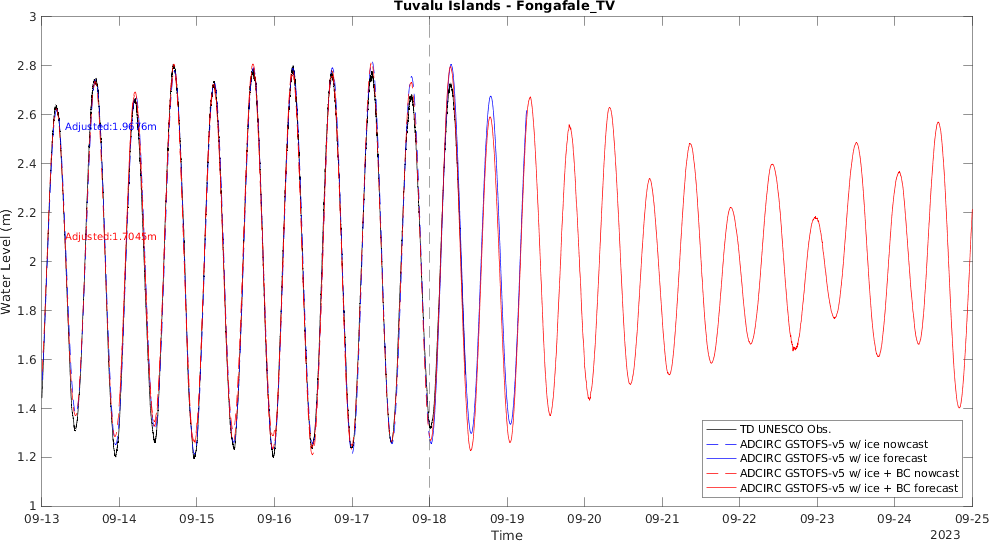 Tuvalu Islands - Fongafale_TV
3
2.8
2.6
2.4
2.2
2
1.8
1.6
1.4
1.2
1
Water Level (m)
Adjusted:1.9676m
Adjusted:1.7045m
TD UNESCO Obs.
ADCIRC GSTOFS-v5 w/ ice nowcast
ADCIRC GSTOFS-v5 w/ ice forecast
ADCIRC GSTOFS-v5 w/ ice + BC nowcast
ADCIRC GSTOFS-v5 w/ ice + BC forecast
09-13 09-14 09-15 09-16 09-17 09-18 09-19 09-20 09-21 09-22 09-23 09-24 09-25
Time
2023